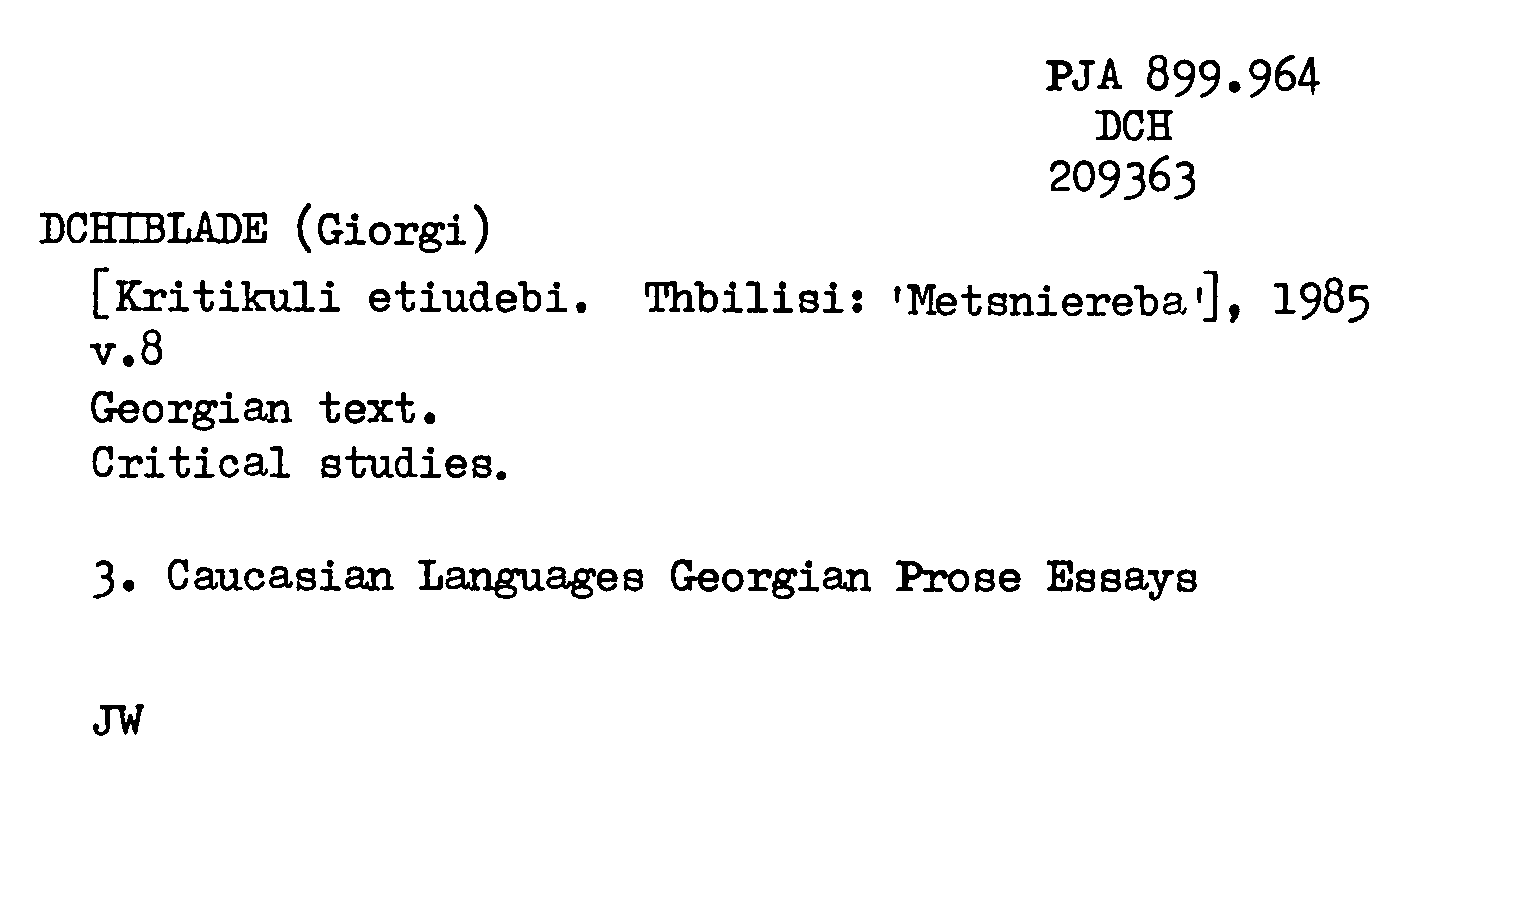 PJA 899.964
DCH
209363
DCHIBLADE (Giorgi)
[Kritikuli etiudebi. Thbilisi: 'Metsniereba'], 1985
v.8
Georgian text.
Critical studies.
3. Caucasian Languages Georgian Prose Essays
JW